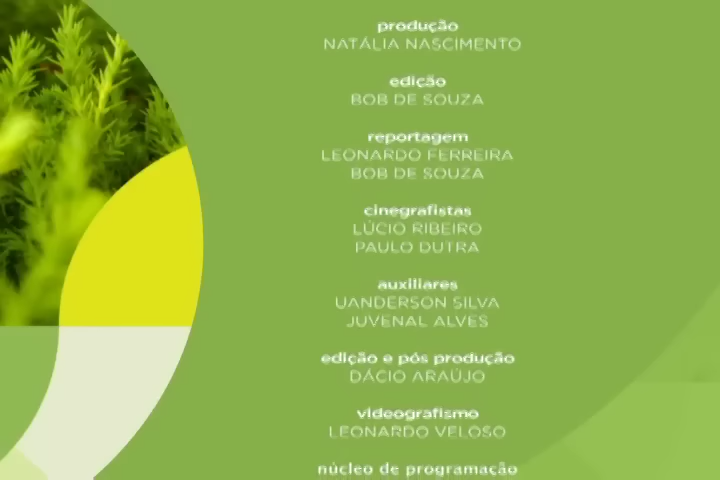 produção
NATÁLIA NASCIMENTO
edição
BOB DE SOUZA
reportagem
LEONARDO FERREIRA
BOB DE SOUZA
cinegrafistas
LÚCIO RIBEIRO
PAULO DUTRA
auxiliares
UANDERSON SILVA
JUVENAL ALVES
edição e pós produção
DÁCIO ARAÚJO
videografismo
LEONARDO VELOSO
núcleo de programação